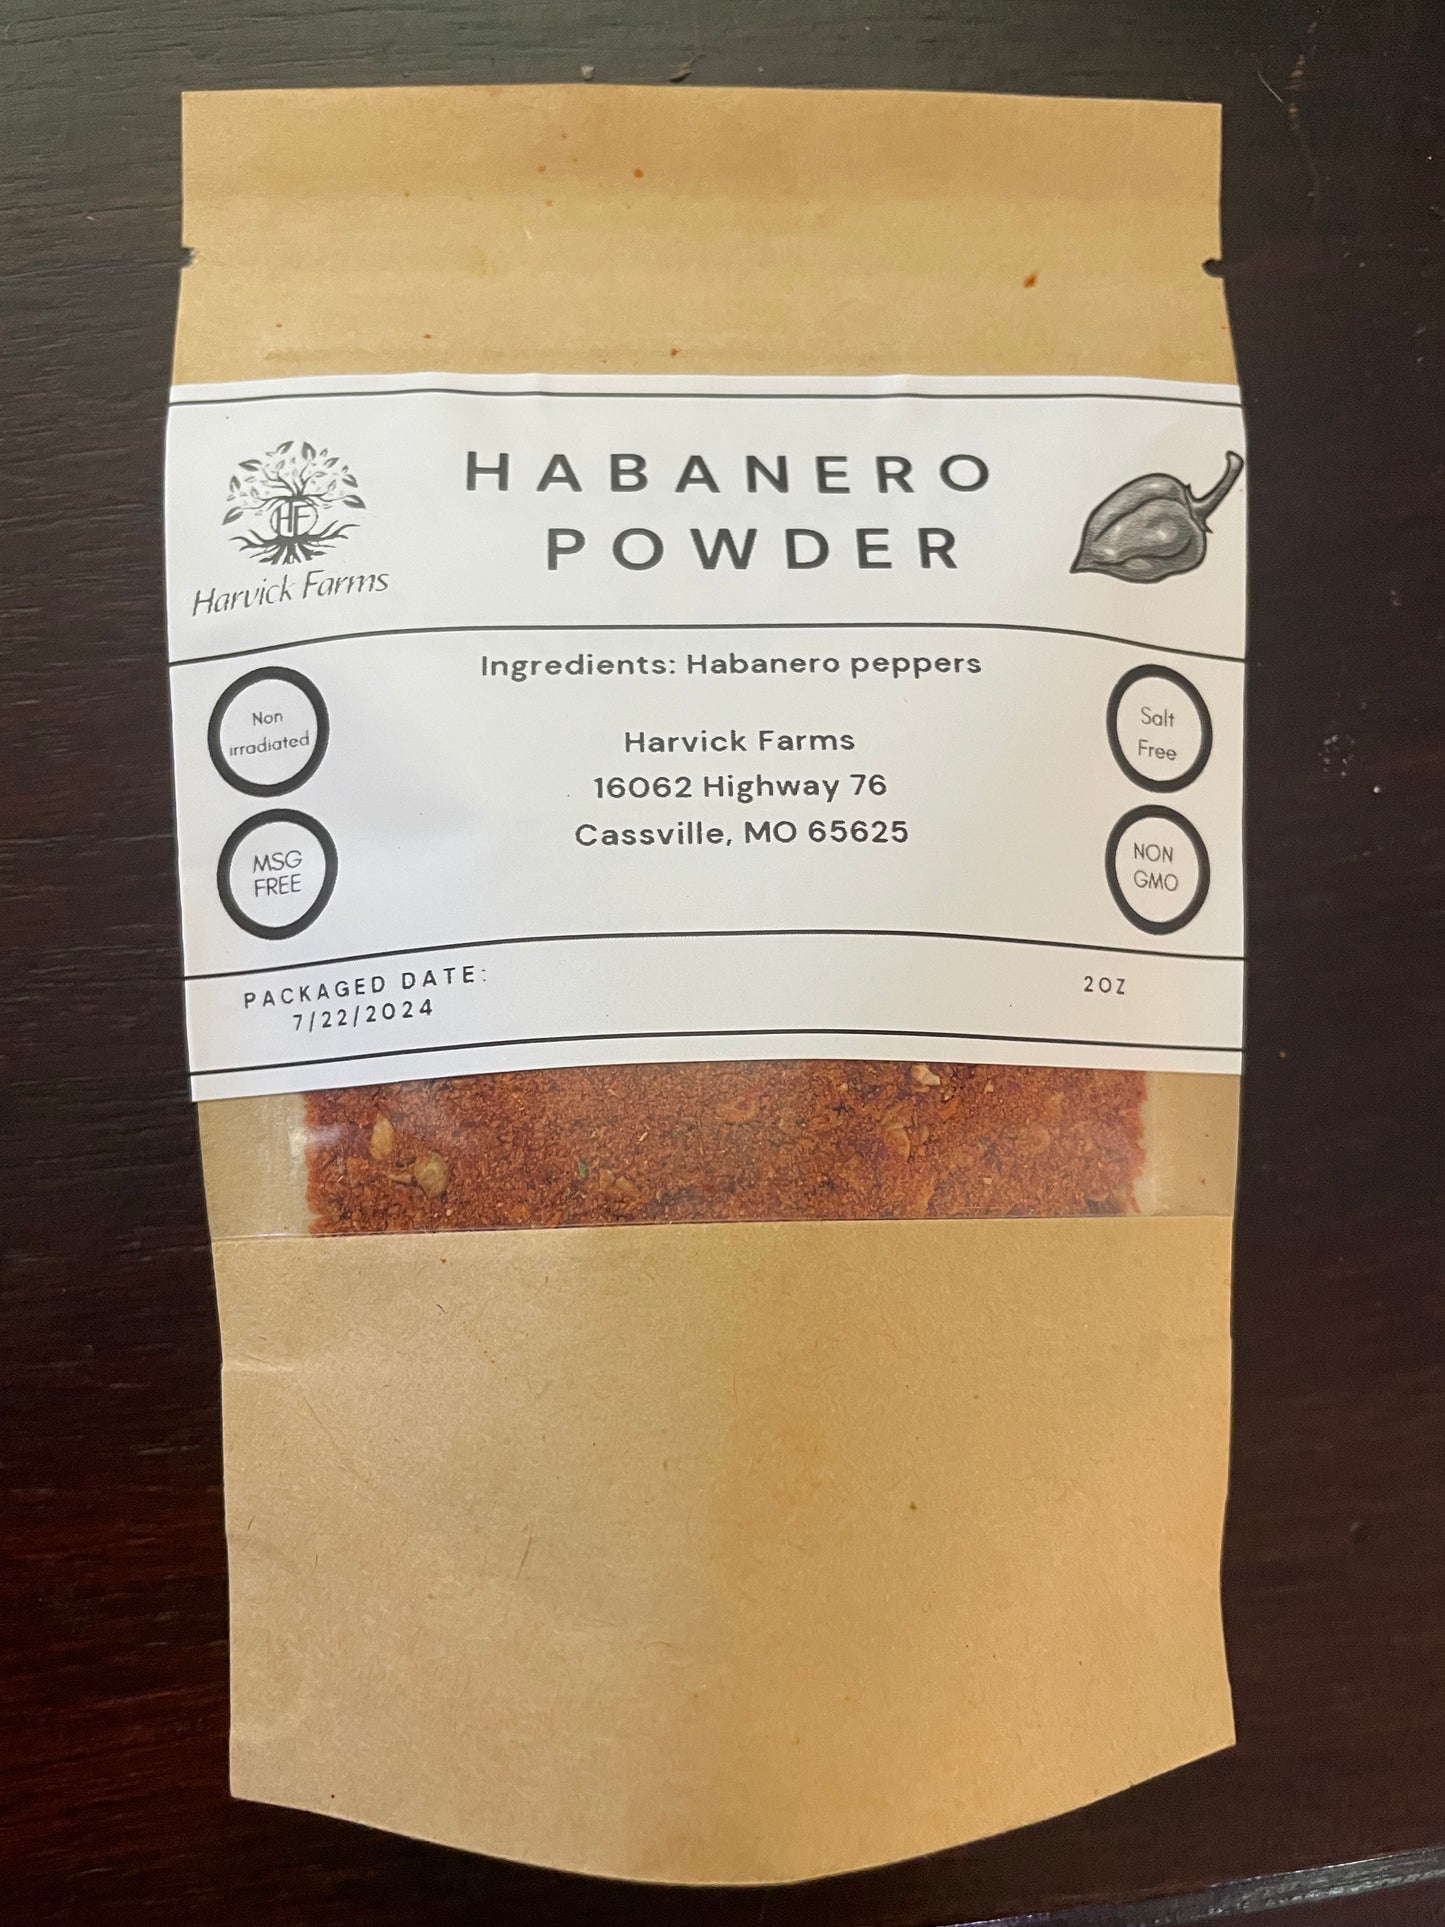 HABANERO
POWDER
HF
Harvick Farms
Ingredients: Habanero peppers
Non
irradiated
Salt
Free
Harvick Farms
16062 Highway 76
Cassville, MO 65625
MSG
FREE
NON
GMO
PACKAGED DATE:
7/22/2024
2OZ